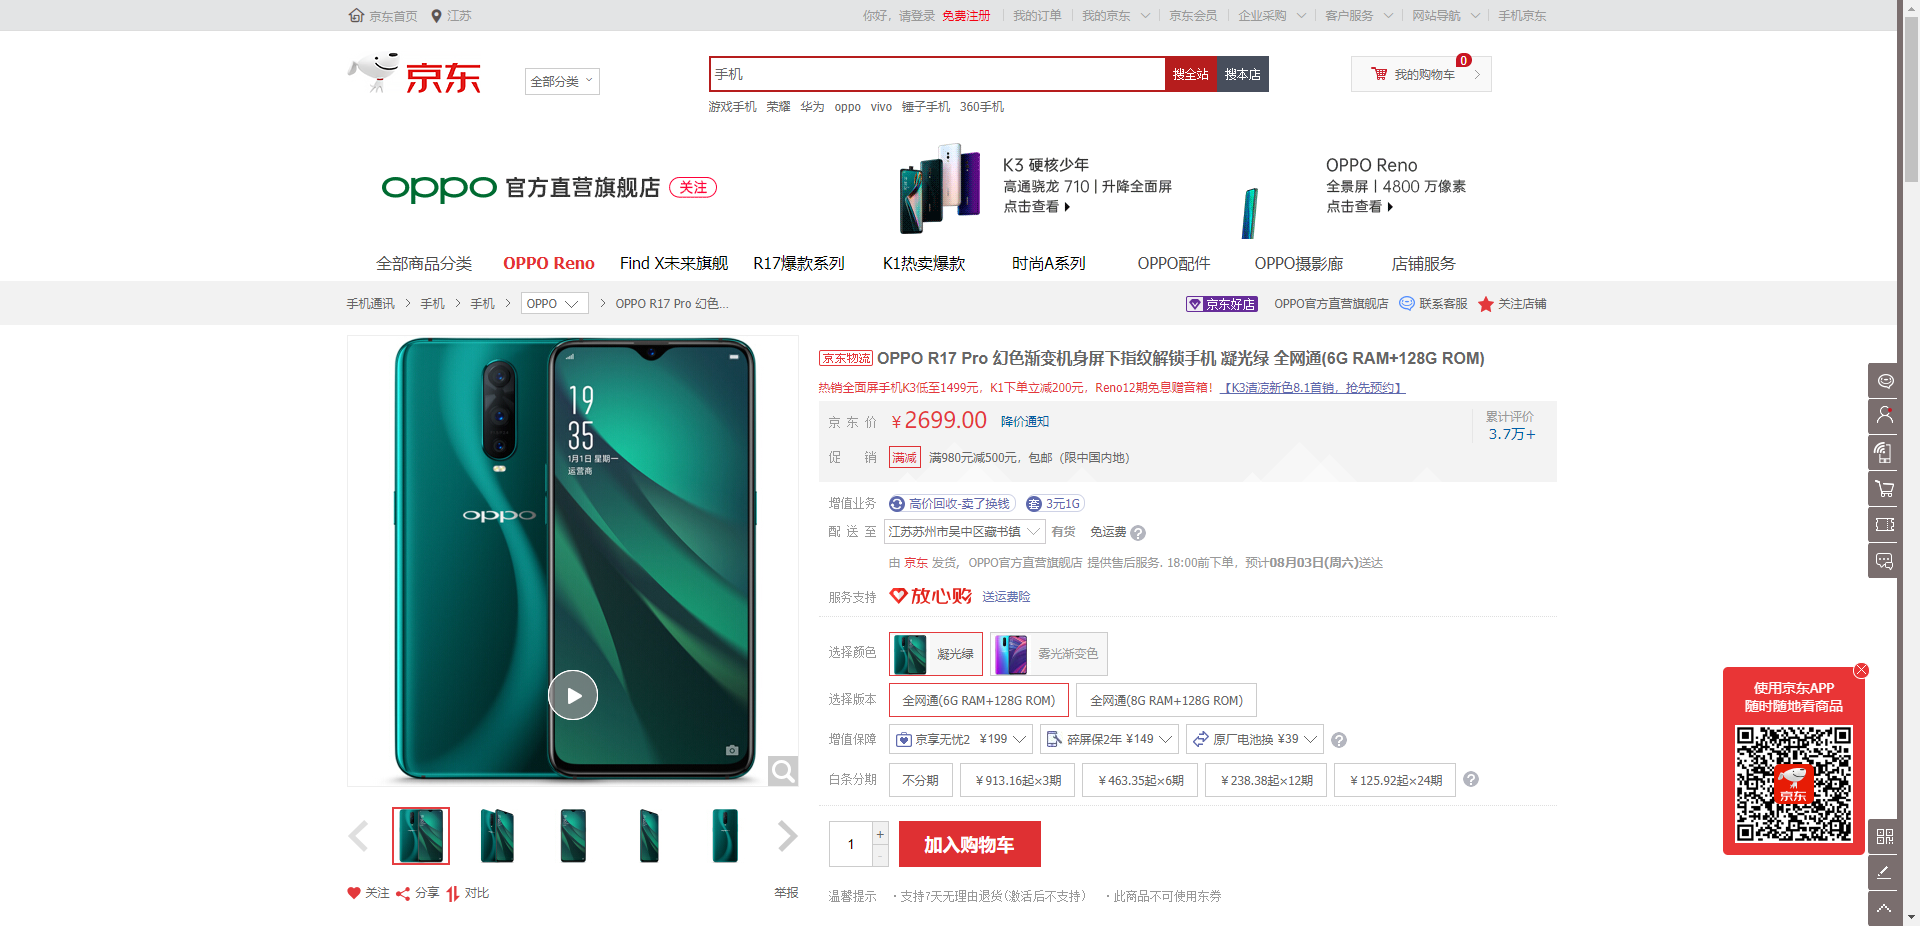 京东首页 江苏
你好，请登录 免费注册 我的订单 我的京东 京东会员 企业采购 客户服务 网站导航 手机京东
京东
全部分类
手机
搜全站 搜本店
0
我的购物车
游戏手机 荣耀 华为 oppo vivo 锤子手机 360手机
oppo 官方直营旗舰店 关注
K3 硬核少年
高通骁龙 710 | 升降全面屏
点击查看
OPPO Reno
全景屏 | 4800 万像素
点击查看
全部商品分类 OPPO Reno Find X未来旗舰 R17爆款系列 K1热卖爆款 时尚A系列 OPPO配件 OPPO摄影廊 店铺服务
手机通讯 > 手机 > 手机 > OPPO > OPPO R17 Pro 幻色...
京东好店 OPPO官方直营旗舰店 联系客服 关注店铺
京东物流 OPPO R17 Pro 幻色渐变机身屏下指纹解锁手机 凝光绿 全网通(6G RAM+128G ROM)
热销全面屏手机K3低至1499元，K1下单立减200元，Reno12期免息赠音箱！【K3清凉新色8.1首销，抢先预约】
京东价 ￥2699.00 降价通知
累计评价
3.7万+
促销 满减 满980元减500元，包邮（限中国内地）
增值业务 高价回收-卖了换钱 套 3元1G
配送至 江苏苏州市吴中区藏书镇 有货 免运费 ?
由 京东 发货，OPPO官方直营旗舰店 提供售后服务. 18:00前下单，预计08月03日(周六)送达
服务支持 放心购 送运费险
选择颜色 凝光绿 雾光渐变色
选择版本 全网通(6G RAM+128G ROM) 全网通(8G RAM+128G ROM)
增值保障 京享无忧2 ¥199 碎屏保2年 ¥149 原厂电池换 ¥39 ?
白条分期 不分期 ￥913.16起×3期 ￥463.35起×6期 ￥238.38起×12期 ￥125.92起×24期 ?
1 + - 加入购物车
温馨提示 ·支持7天无理由退货(激活后不支持) ·此商品不可使用东券
19
35
1月1日 星期一
运营商
oppo
关注 分享 对比 举报
使用京东APP
随时随地看商品
京东